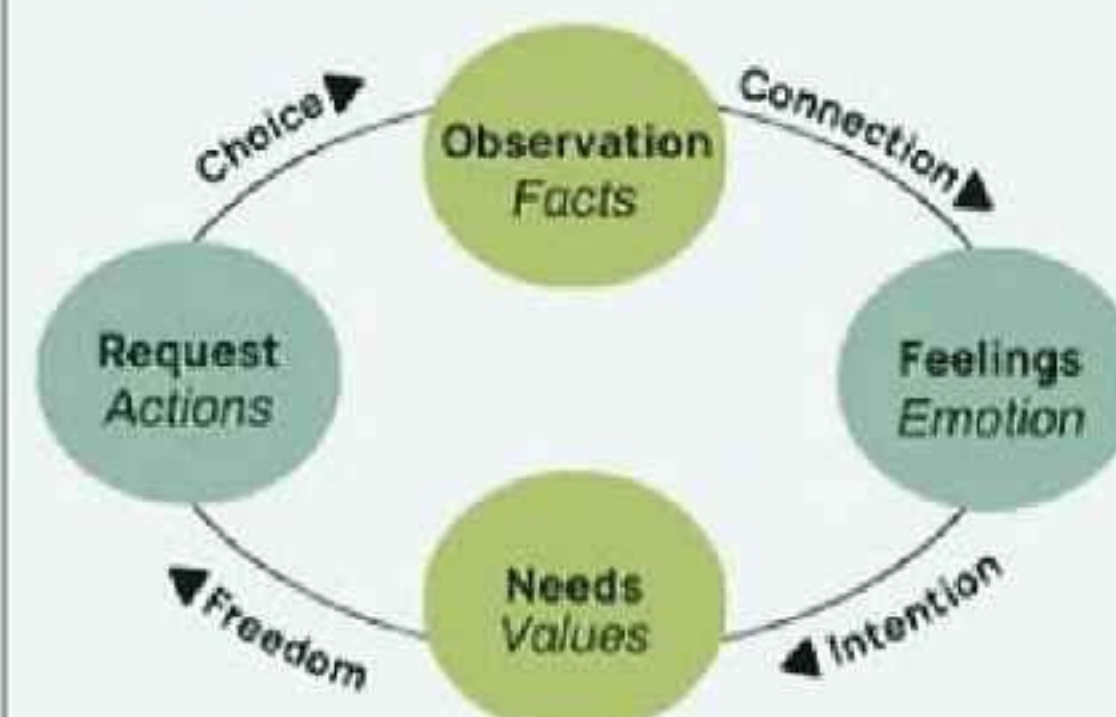 Observation
Facts
Connection
Feelings
Emotion
Intention
Needs
Values
Freedom
Request
Actions
Choice